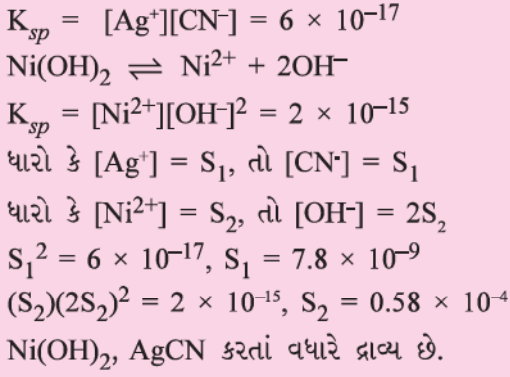 K_sp = [Ag⁺][CN⁻] = 6 × 10⁻¹⁷
Ni(OH)₂ ⇌ Ni²⁺ + 2OH⁻
K_sp = [Ni²⁺][OH⁻]² = 2 × 10⁻¹⁵
ધારો કે [Ag⁺] = S₁, તો [CN⁻] = S₁
ધારો કે [Ni²⁺] = S₂, તો [OH⁻] = 2S₂
S₁² = 6 × 10⁻¹⁷, S₁ = 7.8 × 10⁻⁹
(S₂)(2S₂)² = 2 × 10⁻¹⁵, S₂ = 0.58 × 10⁻⁴
Ni(OH)₂, AgCN કરતાં વધારે દ્રાવ્ય છે.